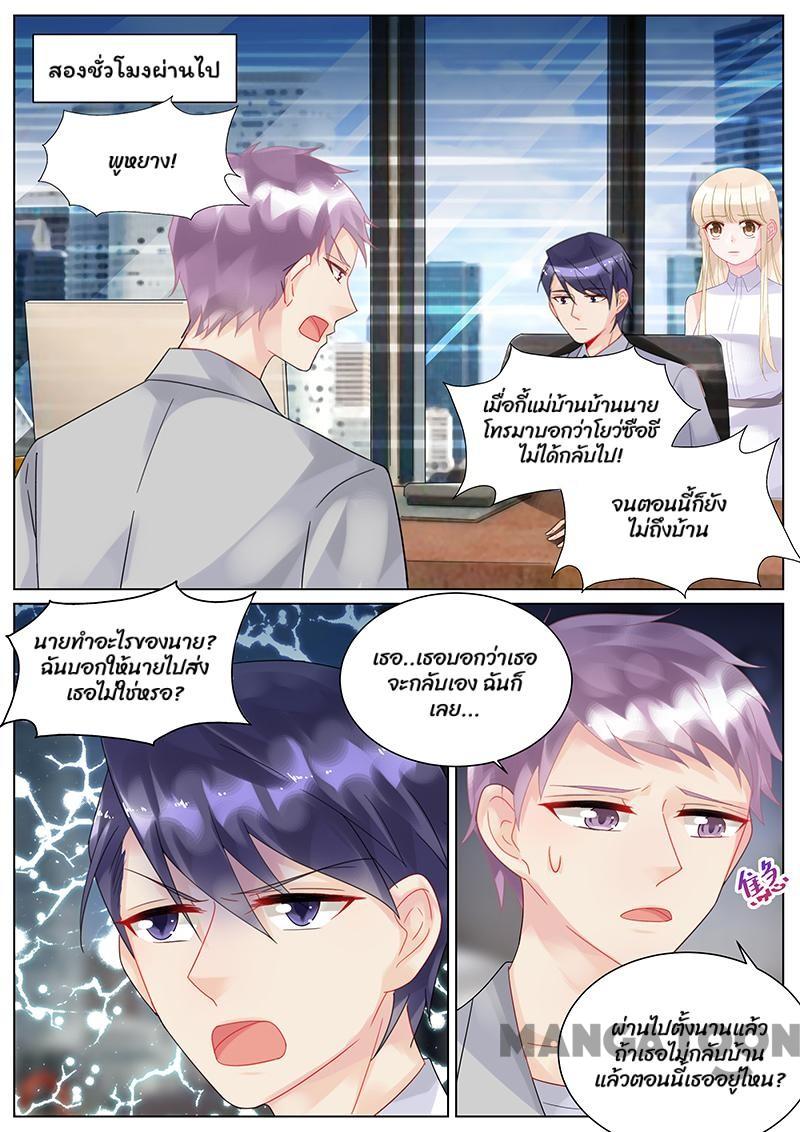 สองชั่วโมงผ่านไป
พูหยาง!
เมื่อกี้แม่บ้านบ้านนาย
โทรมาบอกว่าโยว่ซือชี
ไม่ได้กลับไป!
จนตอนนี้ก็ยัง
ไม่ถึงบ้าน
นายทำอะไรของนาย?
ฉันบอกให้นายไปส่ง
เธอไม่ใช่หรอ?
เธอ..เธอบอกว่าเธอ
จะกลับเอง ฉันก็
เลย...
焦急
ผ่านไปตั้งนานแล้ว
ถ้าเธอไม่กลับบ้าน
แล้วตอนนี้เธออยู่ไหน?
MANGATOON